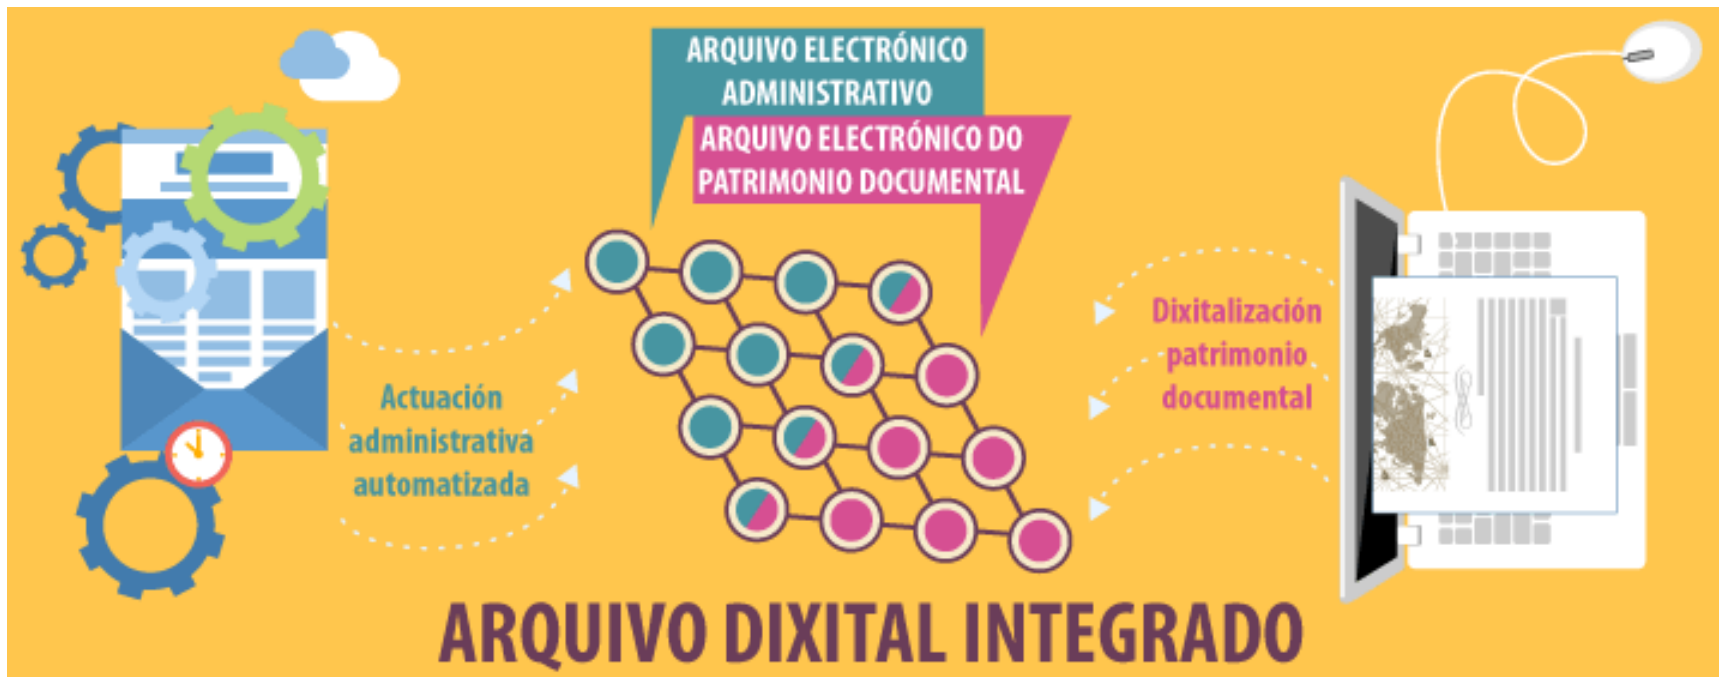 ARQUIVO ELECTRÓNICO
ADMINISTRATIVO
ARQUIVO ELECTRÓNICO DO
PATRIMONIO DOCUMENTAL
Actuación
administrativa
automatizada
Dixitalización
patrimonio
documental
ARQUIVO DIXITAL INTEGRADO